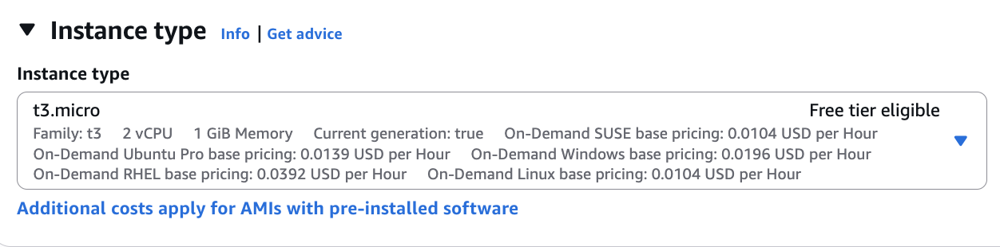 Instance type Info | Get advice
Instance type
t3.micro Free tier eligible
Family: t3 2 vCPU 1 GiB Memory Current generation: true On-Demand SUSE base pricing: 0.0104 USD per Hour
On-Demand Ubuntu Pro base pricing: 0.0139 USD per Hour On-Demand Windows base pricing: 0.0196 USD per Hour
On-Demand RHEL base pricing: 0.0392 USD per Hour On-Demand Linux base pricing: 0.0104 USD per Hour
Additional costs apply for AMIs with pre-installed software